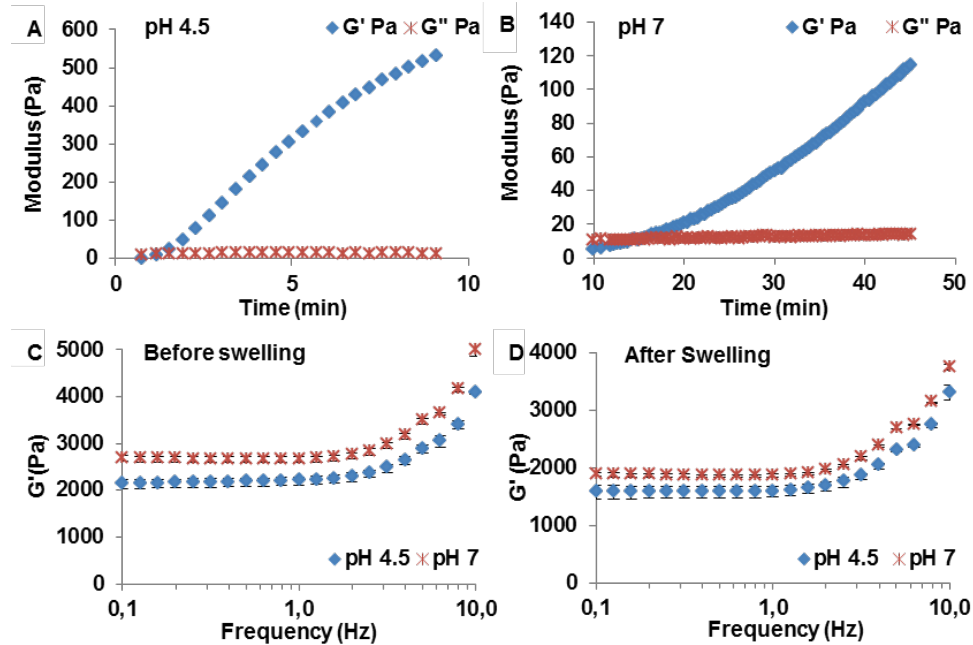 A pH 4.5 G' Pa G" Pa
600
500
400
300
200
100
0
0 5 10
Modulus (Pa)
Time (min)
B pH 7 G' Pa G" Pa
140
120
100
80
60
40
20
0
10 20 30 40 50
Modulus (Pa)
Time (min)
C Before swelling
5000
4000
3000
2000
1000
0
0,1 1,0 10,0
G'(Pa)
pH 4.5 pH 7
Frequency (Hz)
D After Swelling
4000
3000
2000
1000
0
0,1 1,0 10,0
G' (Pa)
pH 4.5 pH 7
Frequency (Hz)